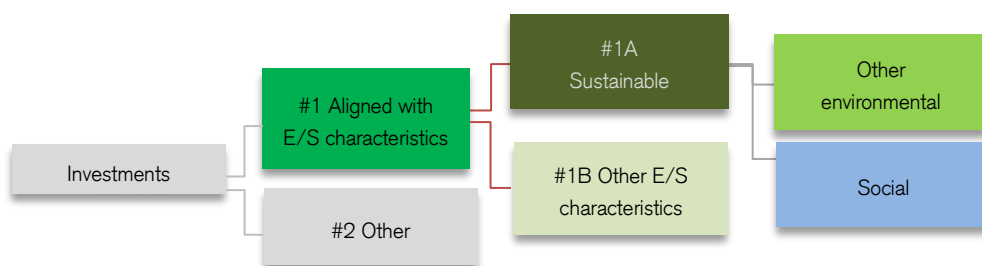 Investments
#1 Aligned with
E/S characteristics
#2 Other
#1A
Sustainable
#1B Other E/S
characteristics
Other
environmental
Social